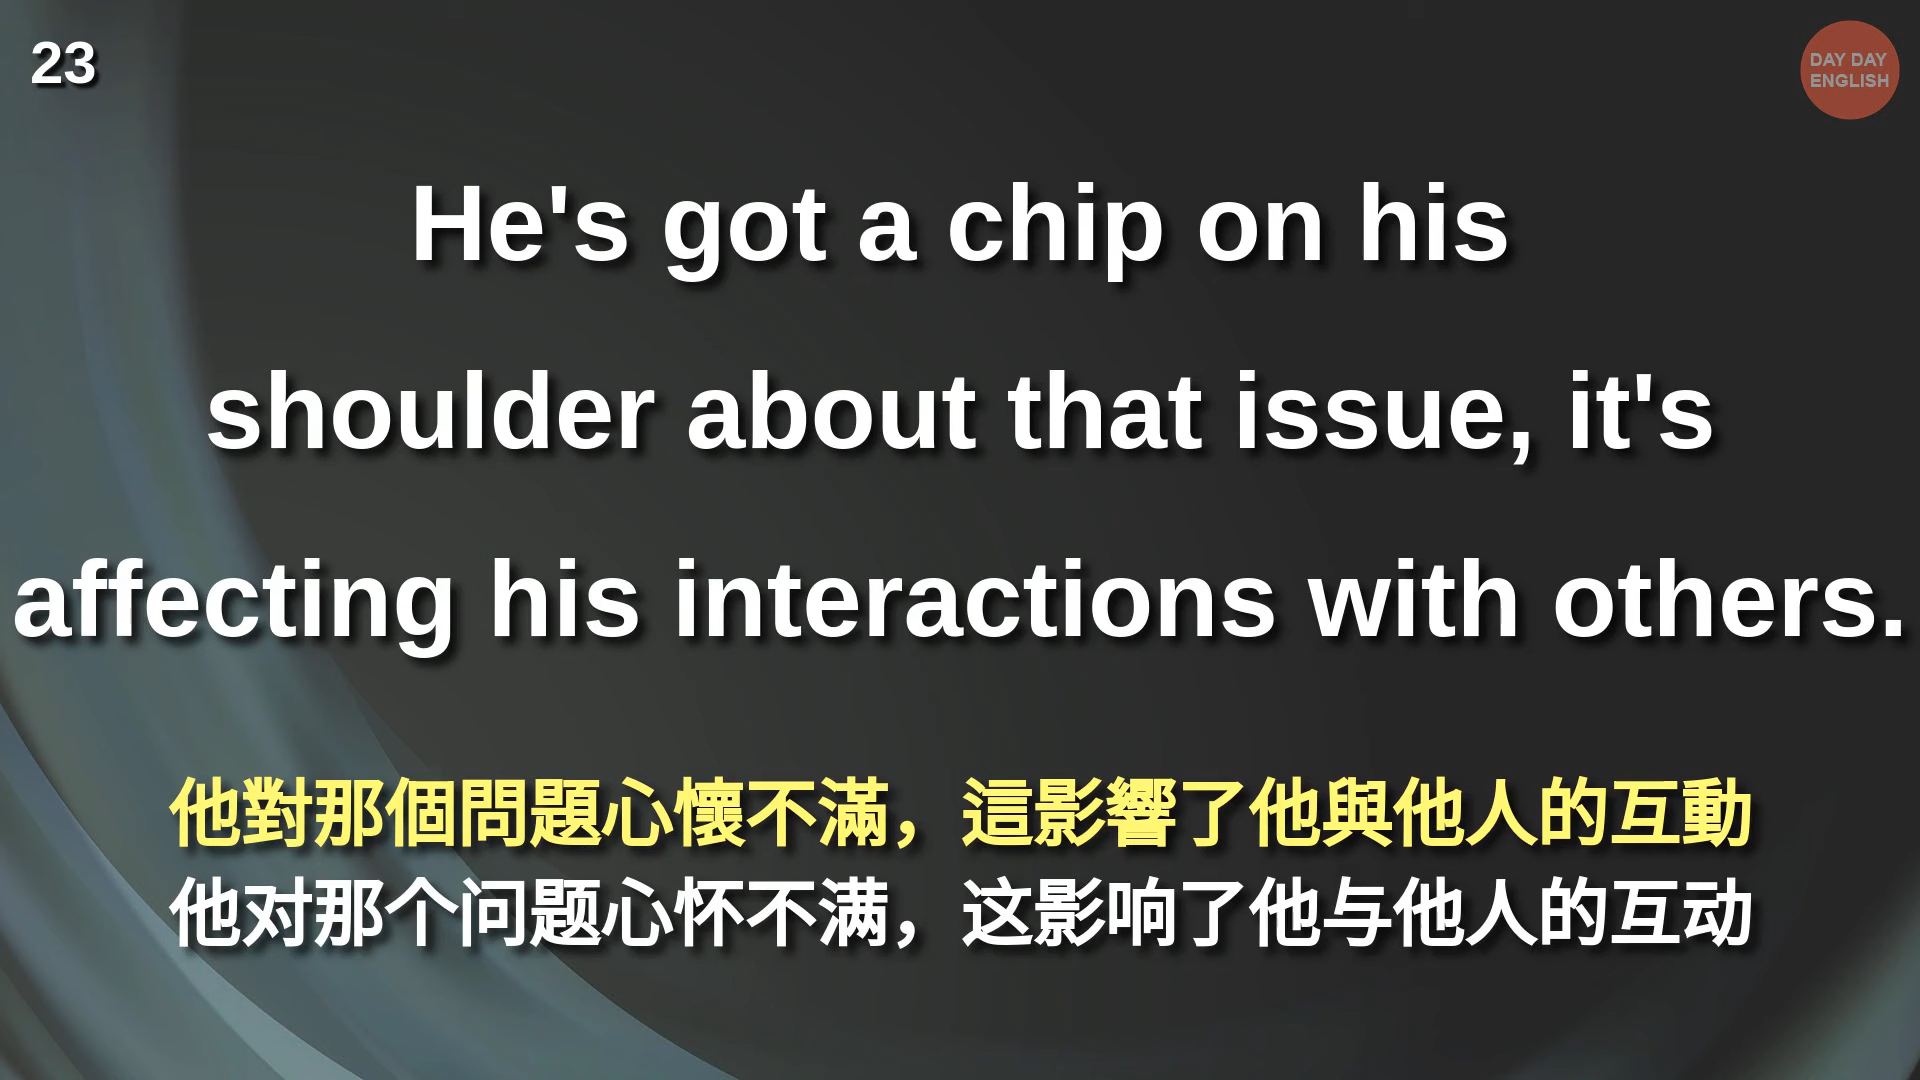 23
DAY DAY
ENGLISH
He's got a chip on his
shoulder about that issue, it's
affecting his interactions with others.
他對那個問題心懷不滿，這影響了他與他人的互動
他对那个问题心怀不满，这影响了他与他人的互动